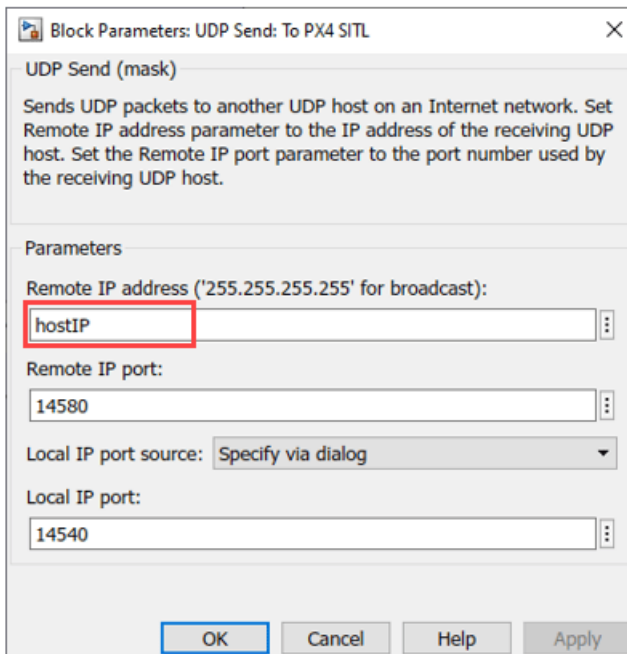 Block Parameters: UDP Send: To PX4 SITL
UDP Send (mask)
Sends UDP packets to another UDP host on an Internet network. Set
Remote IP address parameter to the IP address of the receiving UDP
host. Set the Remote IP port parameter to the port number used by
the receiving UDP host.
Parameters
Remote IP address ('255.255.255.255' for broadcast):
hostIP
Remote IP port:
14580
Local IP port source: Specify via dialog
Local IP port:
14540
OK Cancel Help Apply